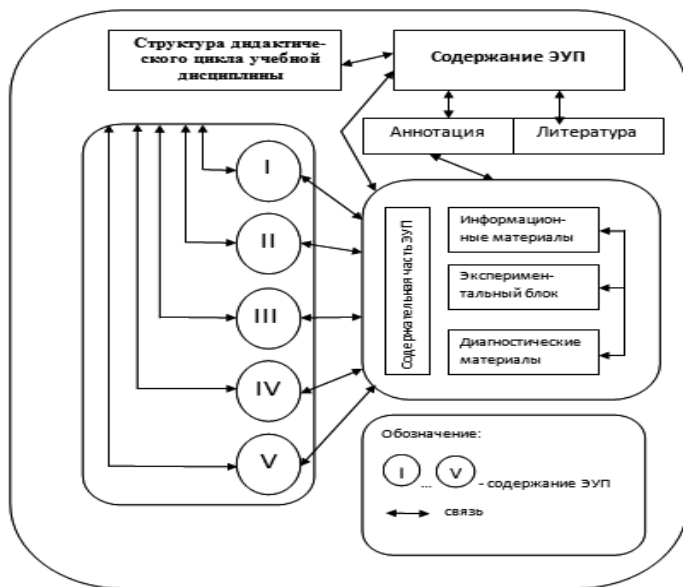 Структура дидактиче-
ского цикла учебной
дисциплины
Содержание ЭУП
Аннотация
Литература
I
II
III
IV
V
Содержательная часть ЭУП
Информацион-
ные материалы
Эксперимен-
тальный блок
Диагностические
материалы
Обозначение:
I ... V - содержание ЭУП
связь